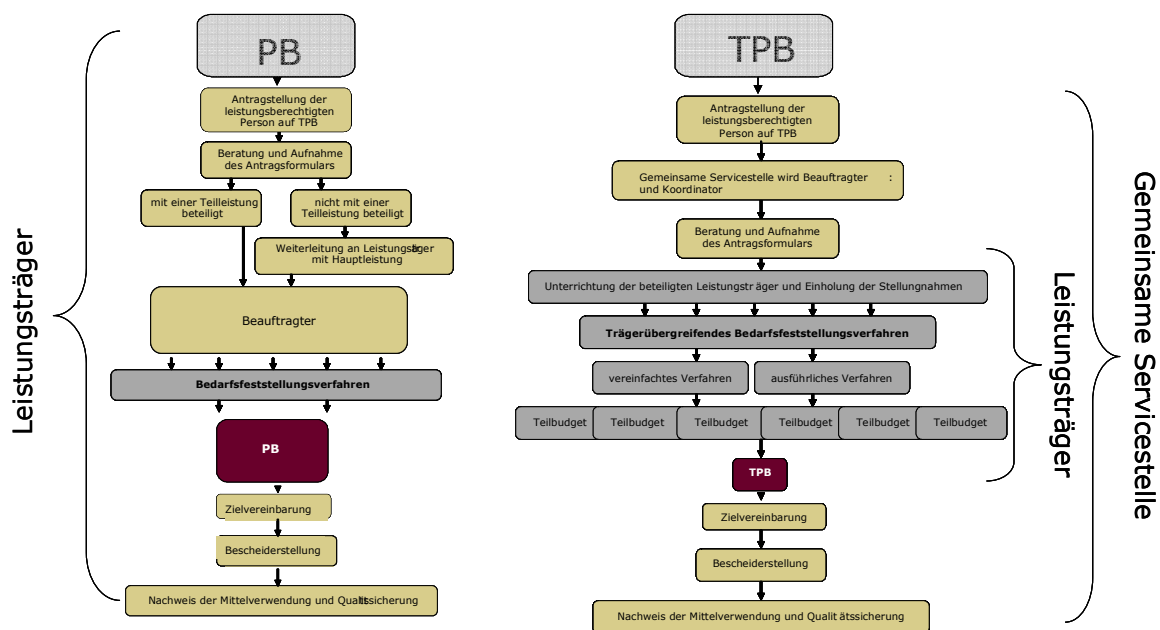 Leistungsträger
PB
Antragstellung der
leistungsberechtigten
Person auf TPB
Beratung und Aufnahme
des Antragsformulars
mit einer Teilleistung
beteiligt
nicht mit einer
Teilleistung beteiligt
Weiterleitung an Leistungsträger
mit Hauptleistung
Beauftragter
Bedarfsfeststellungsverfahren
PB
Zielvereinbarung
Bescheiderstellung
Nachweis der Mittelverwendung und Qualitssicherung
TPB
Antragstellung der
leistungsberechtigten
Person auf TPB
Gemeinsame Servicestelle wird Beauftragter :
und Koordinator
Beratung und Aufnahme
des Antragsformulars
Unterrichtung der beteiligten Leistungsträger und Einholung der Stellungnahmen
Trägerübergreifendes Bedarfsfeststellungsverfahren
vereinfachtes Verfahren
ausführliches Verfahren
Teilbudget
Teilbudget
Teilbudget
Teilbudget
Teilbudget
Teilbudget
TPB
Zielvereinbarung
Bescheiderstellung
Nachweis der Mittelverwendung und Qualitätssicherung
Leistungsträger
Gemeinsame Servicestelle